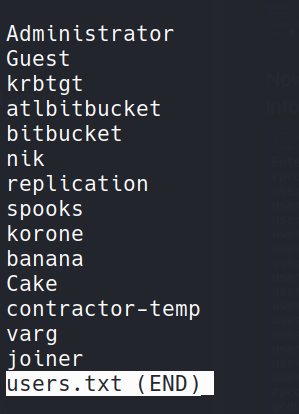 Administrator
Guest
krbtgt
atlbitbucket
bitbucket
nik
replication
spooks
korone
banana
Cake
contractor-temp
varg
joiner
users.txt (END)